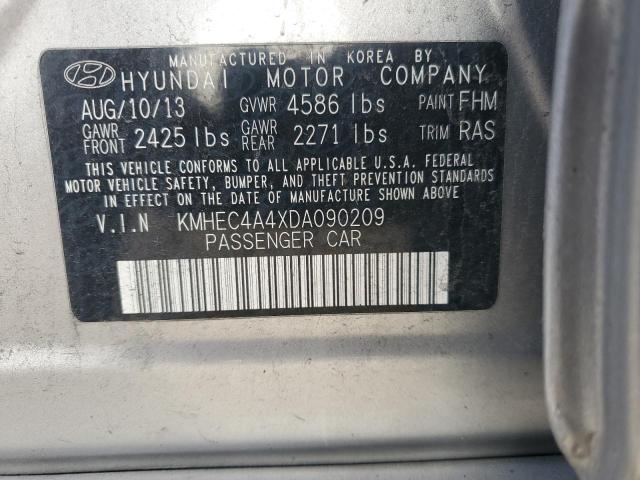 MANUFACTURED IN KOREA BY
HYUNDAI MOTOR COMPANY
AUG/10/13 GVWR 4586 lbs PAINT FHM
GAWR FRONT 2425 lbs GAWR REAR 2271 lbs TRIM RAS
THIS VEHICLE CONFORMS TO ALL APPLICABLE U.S.A. FEDERAL
MOTOR VEHICLE SAFETY, BUMPER, AND THEFT PREVENTION STANDARDS
IN EFFECT ON THE DATE OF MANUFACTURE SHOWN ABOVE.
V.I.N KMHEC4A4XDA090209
PASSENGER CAR